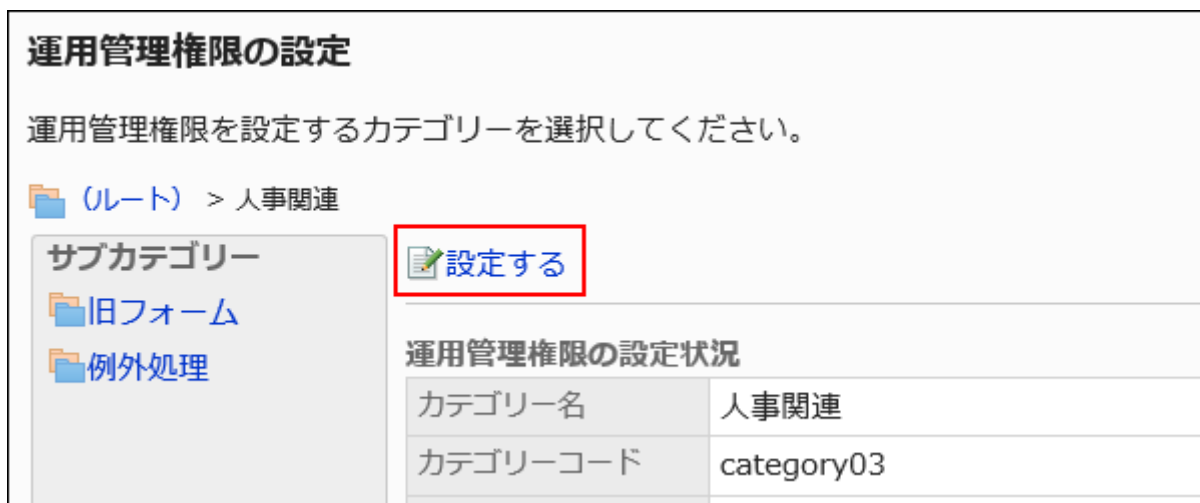 運用管理権限の設定
運用管理権限を設定するカテゴリーを選択してください。
（ルート） > 人事関連
サブカテゴリー
旧フォーム
例外処理
設定する
運用管理権限の設定状況
カテゴリー名 人事関連
カテゴリーコード category03